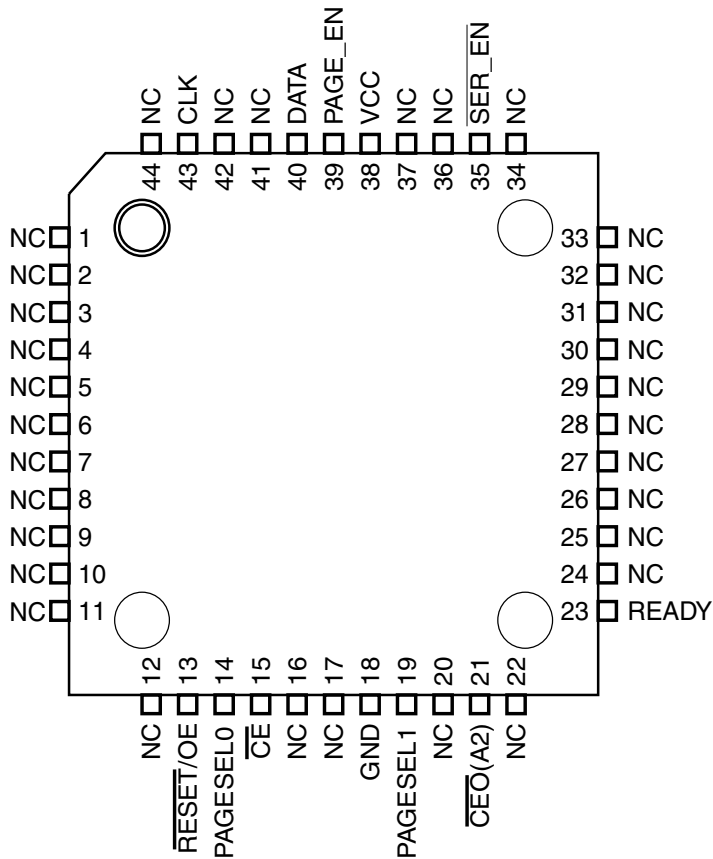 NC CLK NC NC DATA PAGE_EN VCC NC NC SER_EN NC
44 43 42 41 40 39 38 37 36 35 34
NC 1
NC 2
NC 3
NC 4
NC 5
NC 6
NC 7
NC 8
NC 9
NC 10
NC 11
33 NC
32 NC
31 NC
30 NC
29 NC
28 NC
27 NC
26 NC
25 NC
24 NC
23 READY
12 13 14 15 16 17 18 19 20 21 22
NC RESET/OE PAGESEL0 CE NC NC GND PAGESEL1 NC CEO(A2) NC